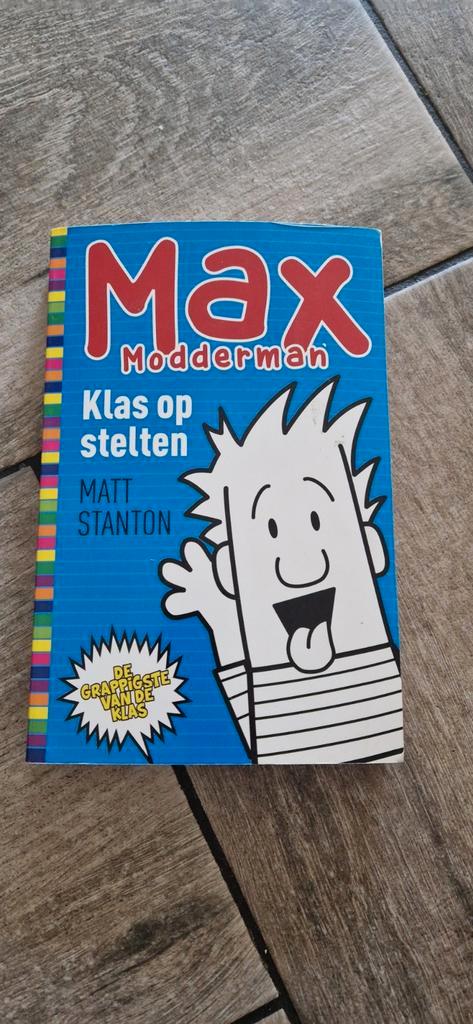 Max
Modderman
Klas op
stelten
MATT
STANTON
DE
GRAPPIGSTE
VAN DE
KLAS